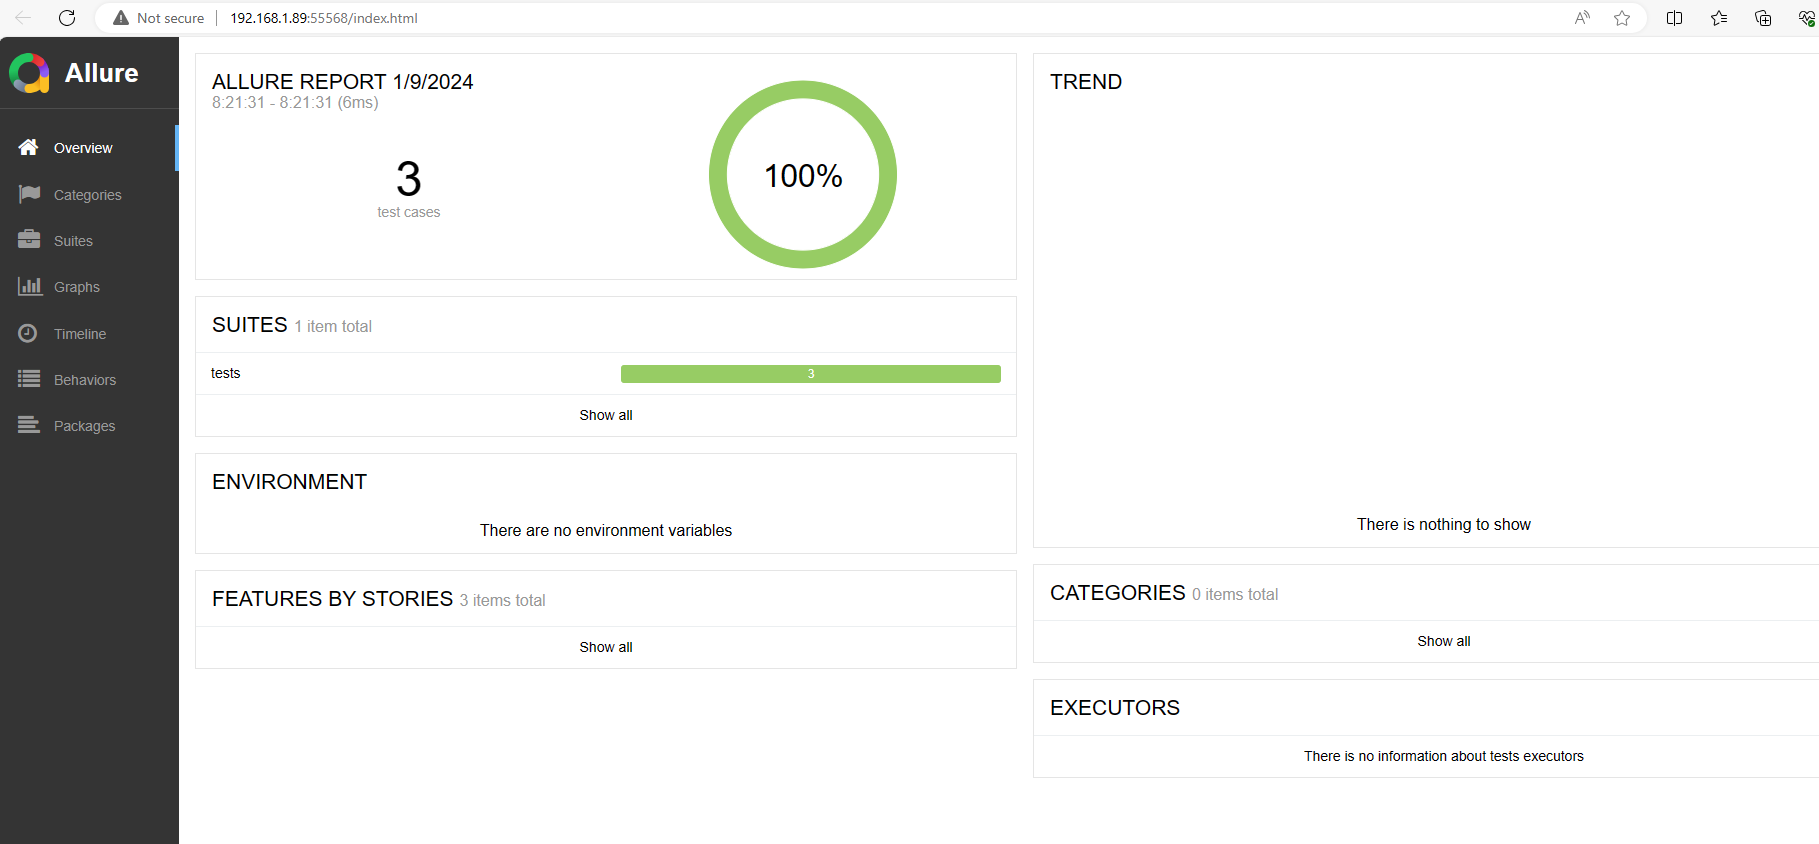 Not secure
192.168.1.89:55568/index.html
Allure
Overview
Categories
Suites
Graphs
Timeline
Behaviors
Packages
ALLURE REPORT 1/9/2024
8:21:31 - 8:21:31 (6ms)
3
test cases
100%
SUITES 1 item total
tests 3
Show all
ENVIRONMENT
There are no environment variables
FEATURES BY STORIES 3 items total
Show all
TREND
There is nothing to show
CATEGORIES 0 items total
Show all
EXECUTORS
There is no information about tests executors